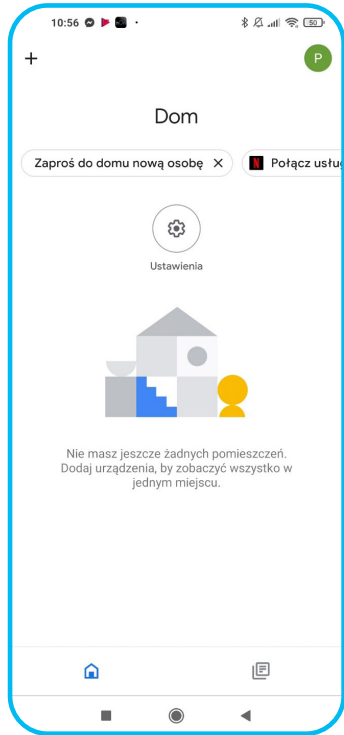 10:56
50
P
Dom
Zaproś do domu nową osobę
N Połącz usłu
Ustawienia
Nie masz jeszcze żadnych pomieszczeń.
Dodaj urządzenia, by zobaczyć wszystko w
jednym miejscu.